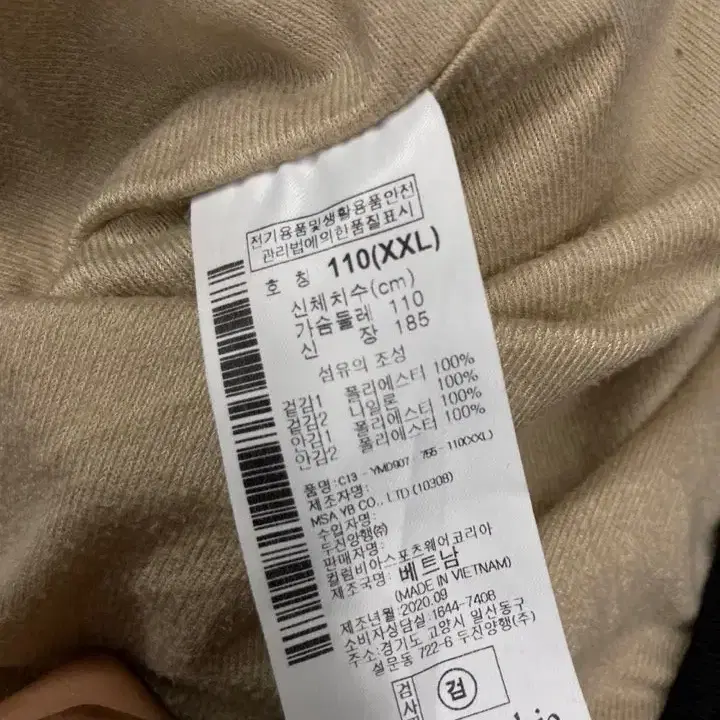 전기용품및생활용품안전
관리법에의한품질표시
호 칭 110(XXL)
신체치수(cm)
가슴둘레 110
신 장 185
섬유의 조성
겉감1 폴리에스터 100%
겉감2 나일론 100%
안감1 폴리에스터 100%
안감2 폴리에스터 100%
품명:C13 - YMD907 - 795 - 110(XXL)
제조자명:
MSA YB CO., LTD (10308)
수입자명:
두진양행㈜
판매자명:
컬럼비아스포츠웨어코리아
제조국명: 베트남
(MADE IN VIETNAM)
제조년월:2020.09
소비자상담실:1644-7408
주소:경기도 고양시 일산동구
설문동 722-6 두진양행(주)
검사
검